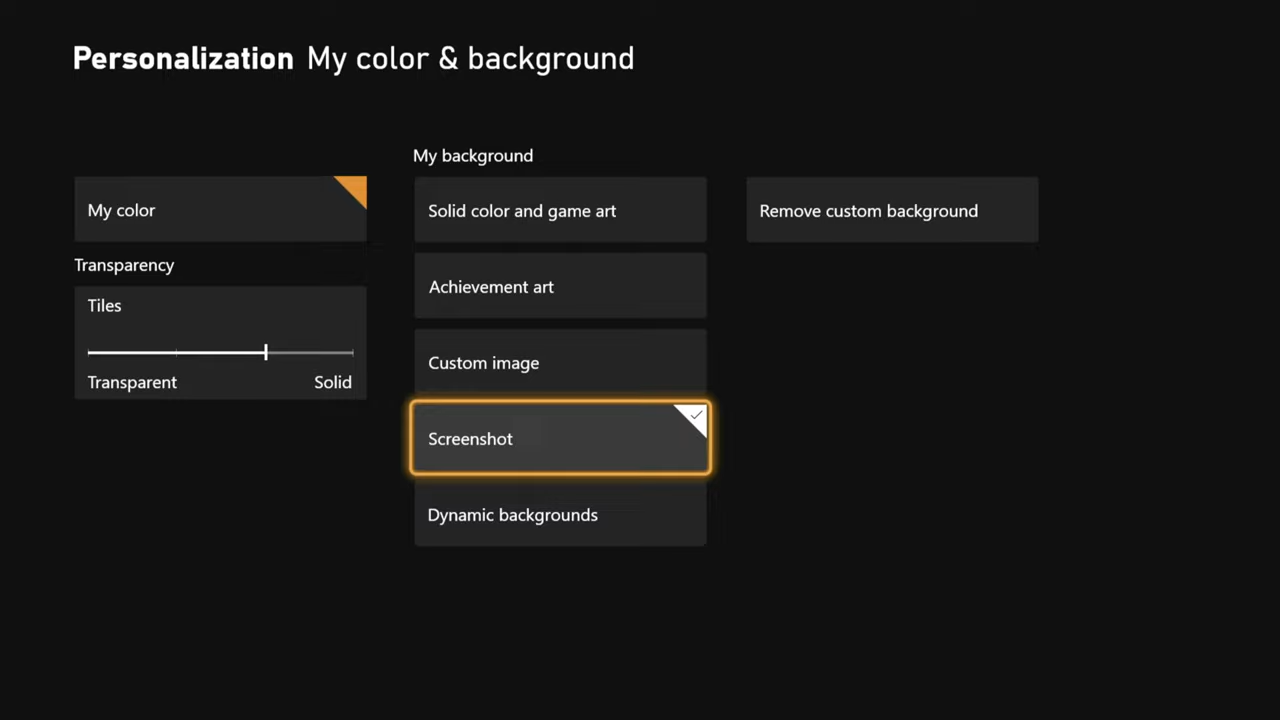 Personalization My color & background
My color
Transparency
Tiles
Transparent Solid
My background
Solid color and game art
Achievement art
Custom image
Screenshot
Dynamic backgrounds
Remove custom background